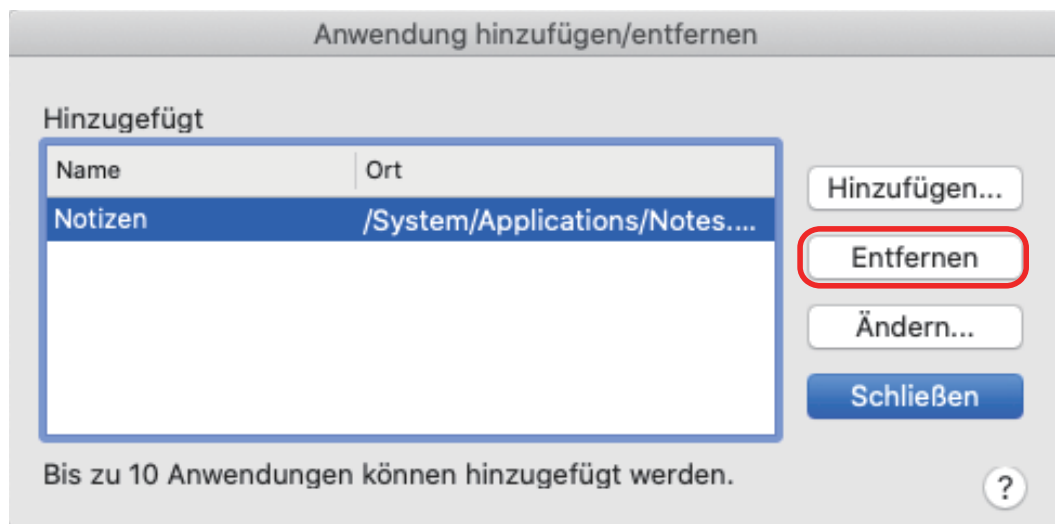 Anwendung hinzufügen/entfernen
Hinzugefügt
Name Ort
Notizen /System/Applications/Notes....
Hinzufügen...
Entfernen
Ändern...
Schließen
Bis zu 10 Anwendungen können hinzugefügt werden.
?